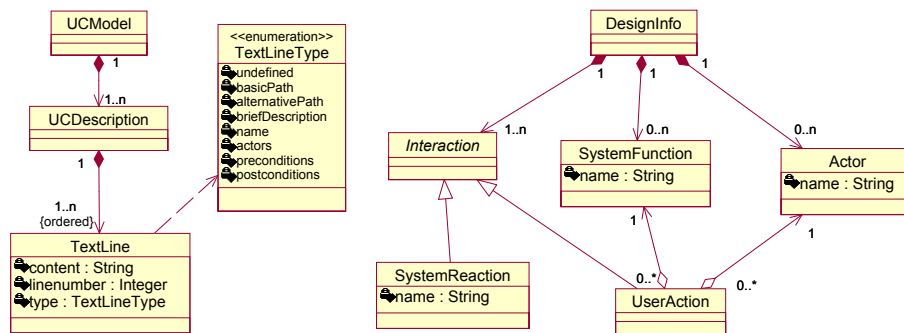 UCModel
1
1..n
UCDescription
1
1..n
{ordered}
TextLine
content : String
linenumber : Integer
type : TextLineType
<<enumeration>>
TextLineType
undefined
basicPath
alternativePath
briefDescription
name
actors
preconditions
postconditions
DesignInfo
1
1
1
1..n
0..n
0..n
Interaction
SystemFunction
name : String
Actor
name : String
1
1
SystemReaction
name : String
0..*
0..*
UserAction